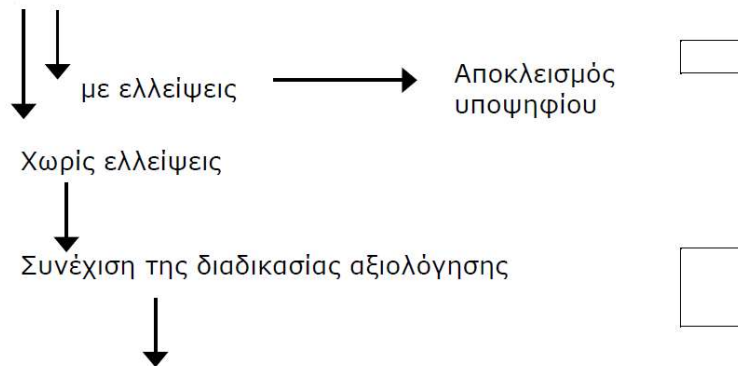 με ελλείψεις
Αποκλεισμός
υποψηφίου
Χωρίς ελλείψεις
Συνέχιση της διαδικασίας αξιολόγησης